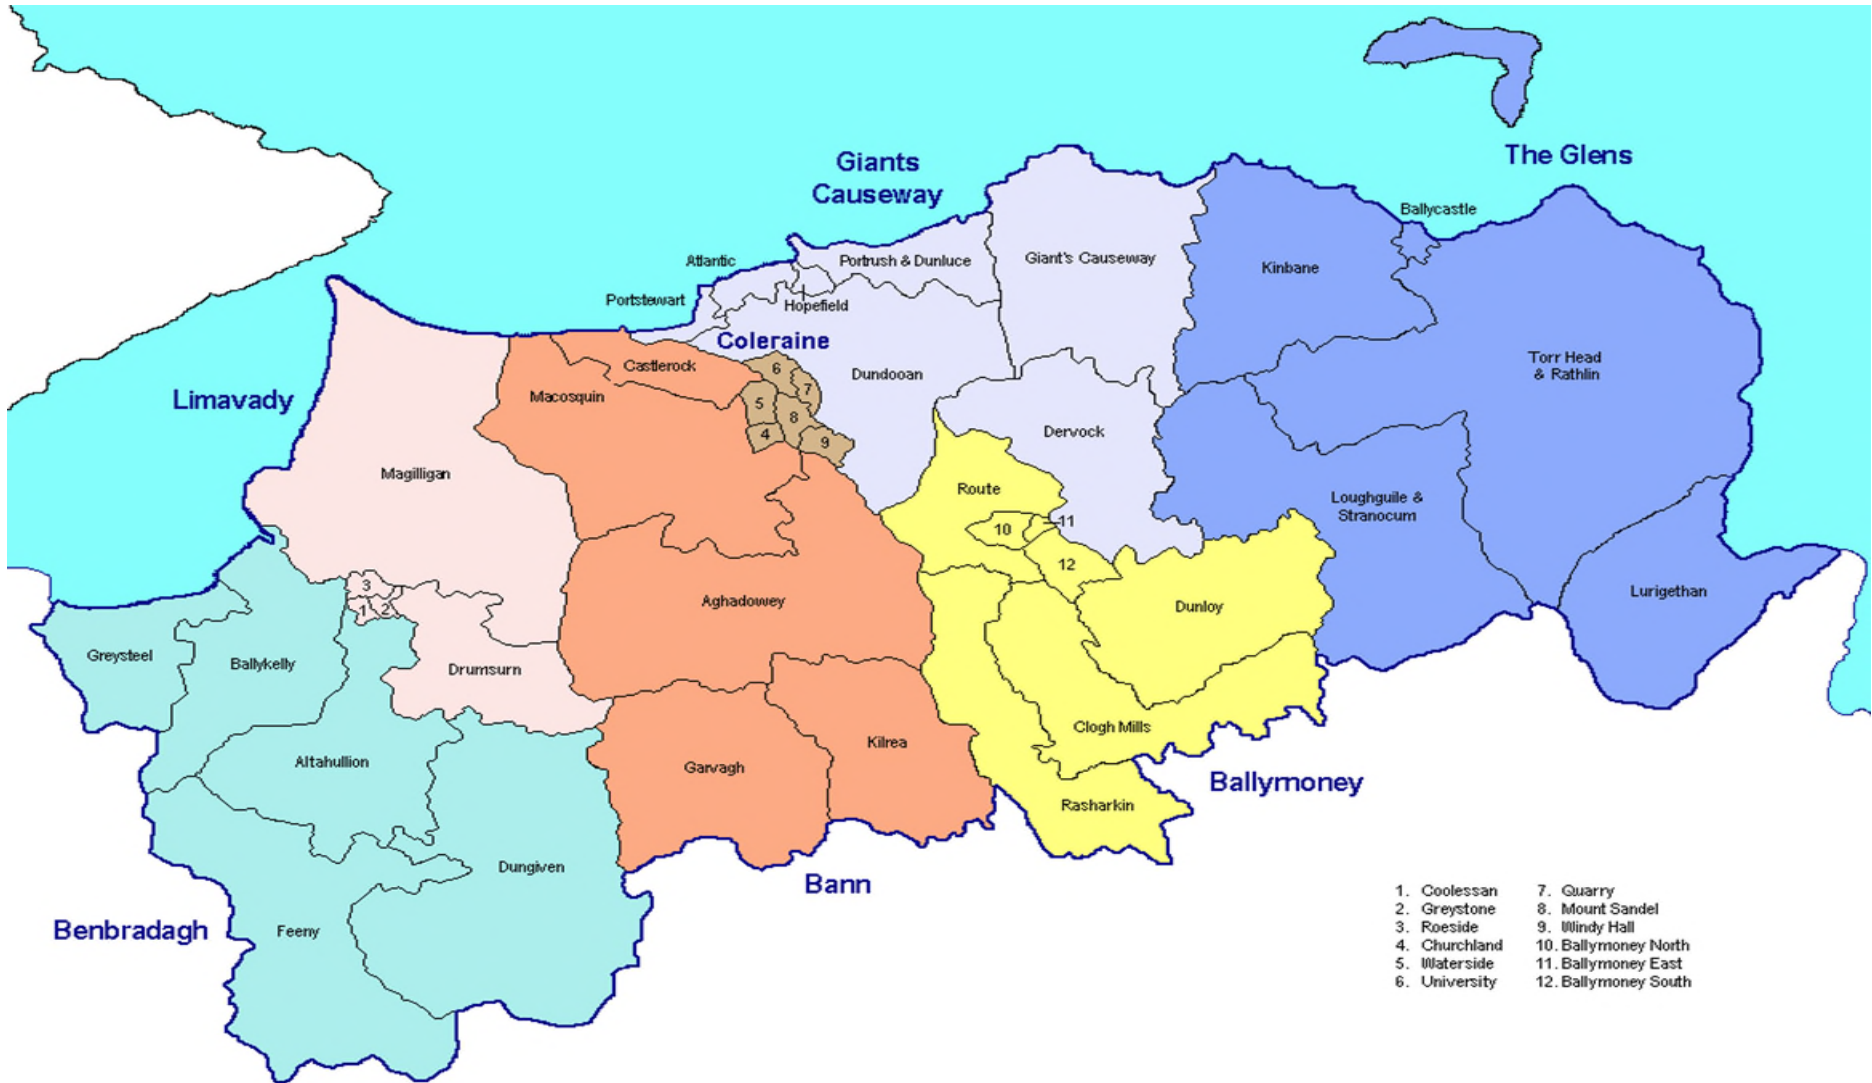 The Glens
Giants
Causeway
Ballycastle
Atlantic
Portrush & Dunluce
Giant's Causeway
Kinbane
Portstewart
Hopefield
Coleraine
Castlerock
6
7
5
8
4
9
Dundooan
Torr Head
& Rathlin
Limavady
Macosquin
Dervock
Magilligan
Route
Loughguile &
Stranocum
10
11
12
3
1
2
Aghadowey
Dunloy
Lurigethan
Greysteel
Ballykelly
Drumsurn
Clogh Mills
Kilrea
Altahullion
Garvagh
Ballymoney
Rasharkin
Dungiven
Bann
Benbradagh
Feeny
1. Coolessan
2. Greystone
3. Roeside
4. Churchland
5. Waterside
6. University
7. Quarry
8. Mount Sandel
9. Windy Hall
10. Ballymoney North
11. Ballymoney East
12. Ballymoney South